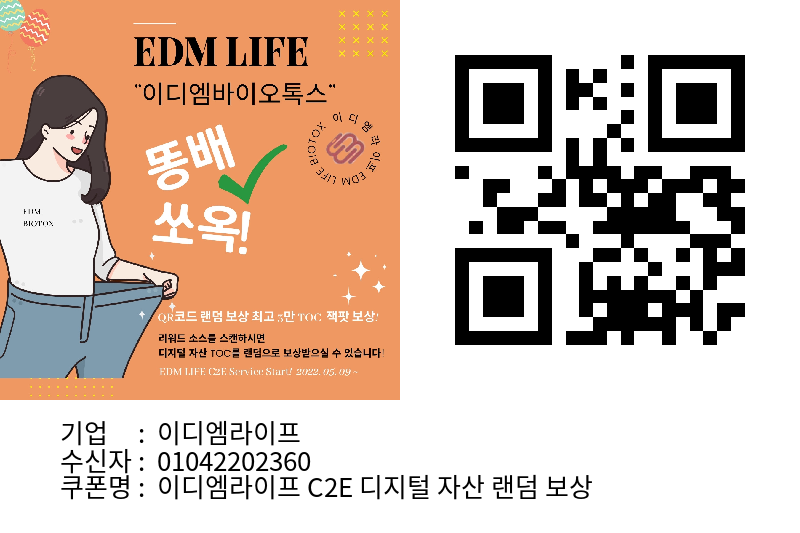 EDM LIFE
"이디엠바이오톡스"
이디엠라이프 EDM LIFE BIOTOX
똥배
쏘옥!
EDM
BIOTOX
QR코드 랜덤 보상 최고 5만 TOC 잭팟 보상!
리워드 소스를 스캔하시면
디지털 자산 TOC를 랜덤으로 보상받으실 수 있습니다!
EDM LIFE C2E Service Start! 2022. 05. 09 ~
기업 : 이디엠라이프
수신자 : 01042202360
쿠폰명 : 이디엠라이프 C2E 디지털 자산 랜덤 보상